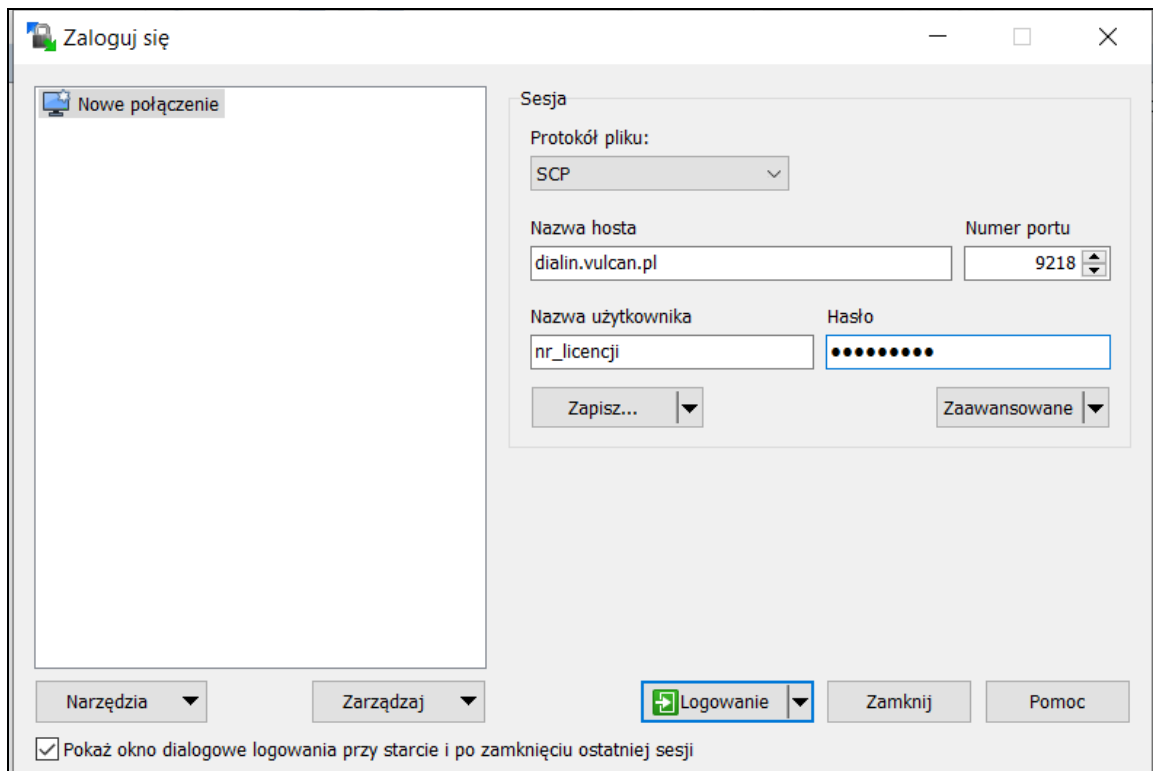 Zaloguj się
Nowe połączenie
Sesja
Protokół pliku:
SCP
Nazwa hosta
Numer portu
dialin.vulcan.pl
9218
Nazwa użytkownika
Hasło
nr_licencji
●●●●●●●●●
Zapisz...
Zaawansowane
Narzędzia
Zarządzaj
Logowanie
Zamknij
Pomoc
Pokaż okno dialogowe logowania przy starcie i po zamknięciu ostatniej sesji